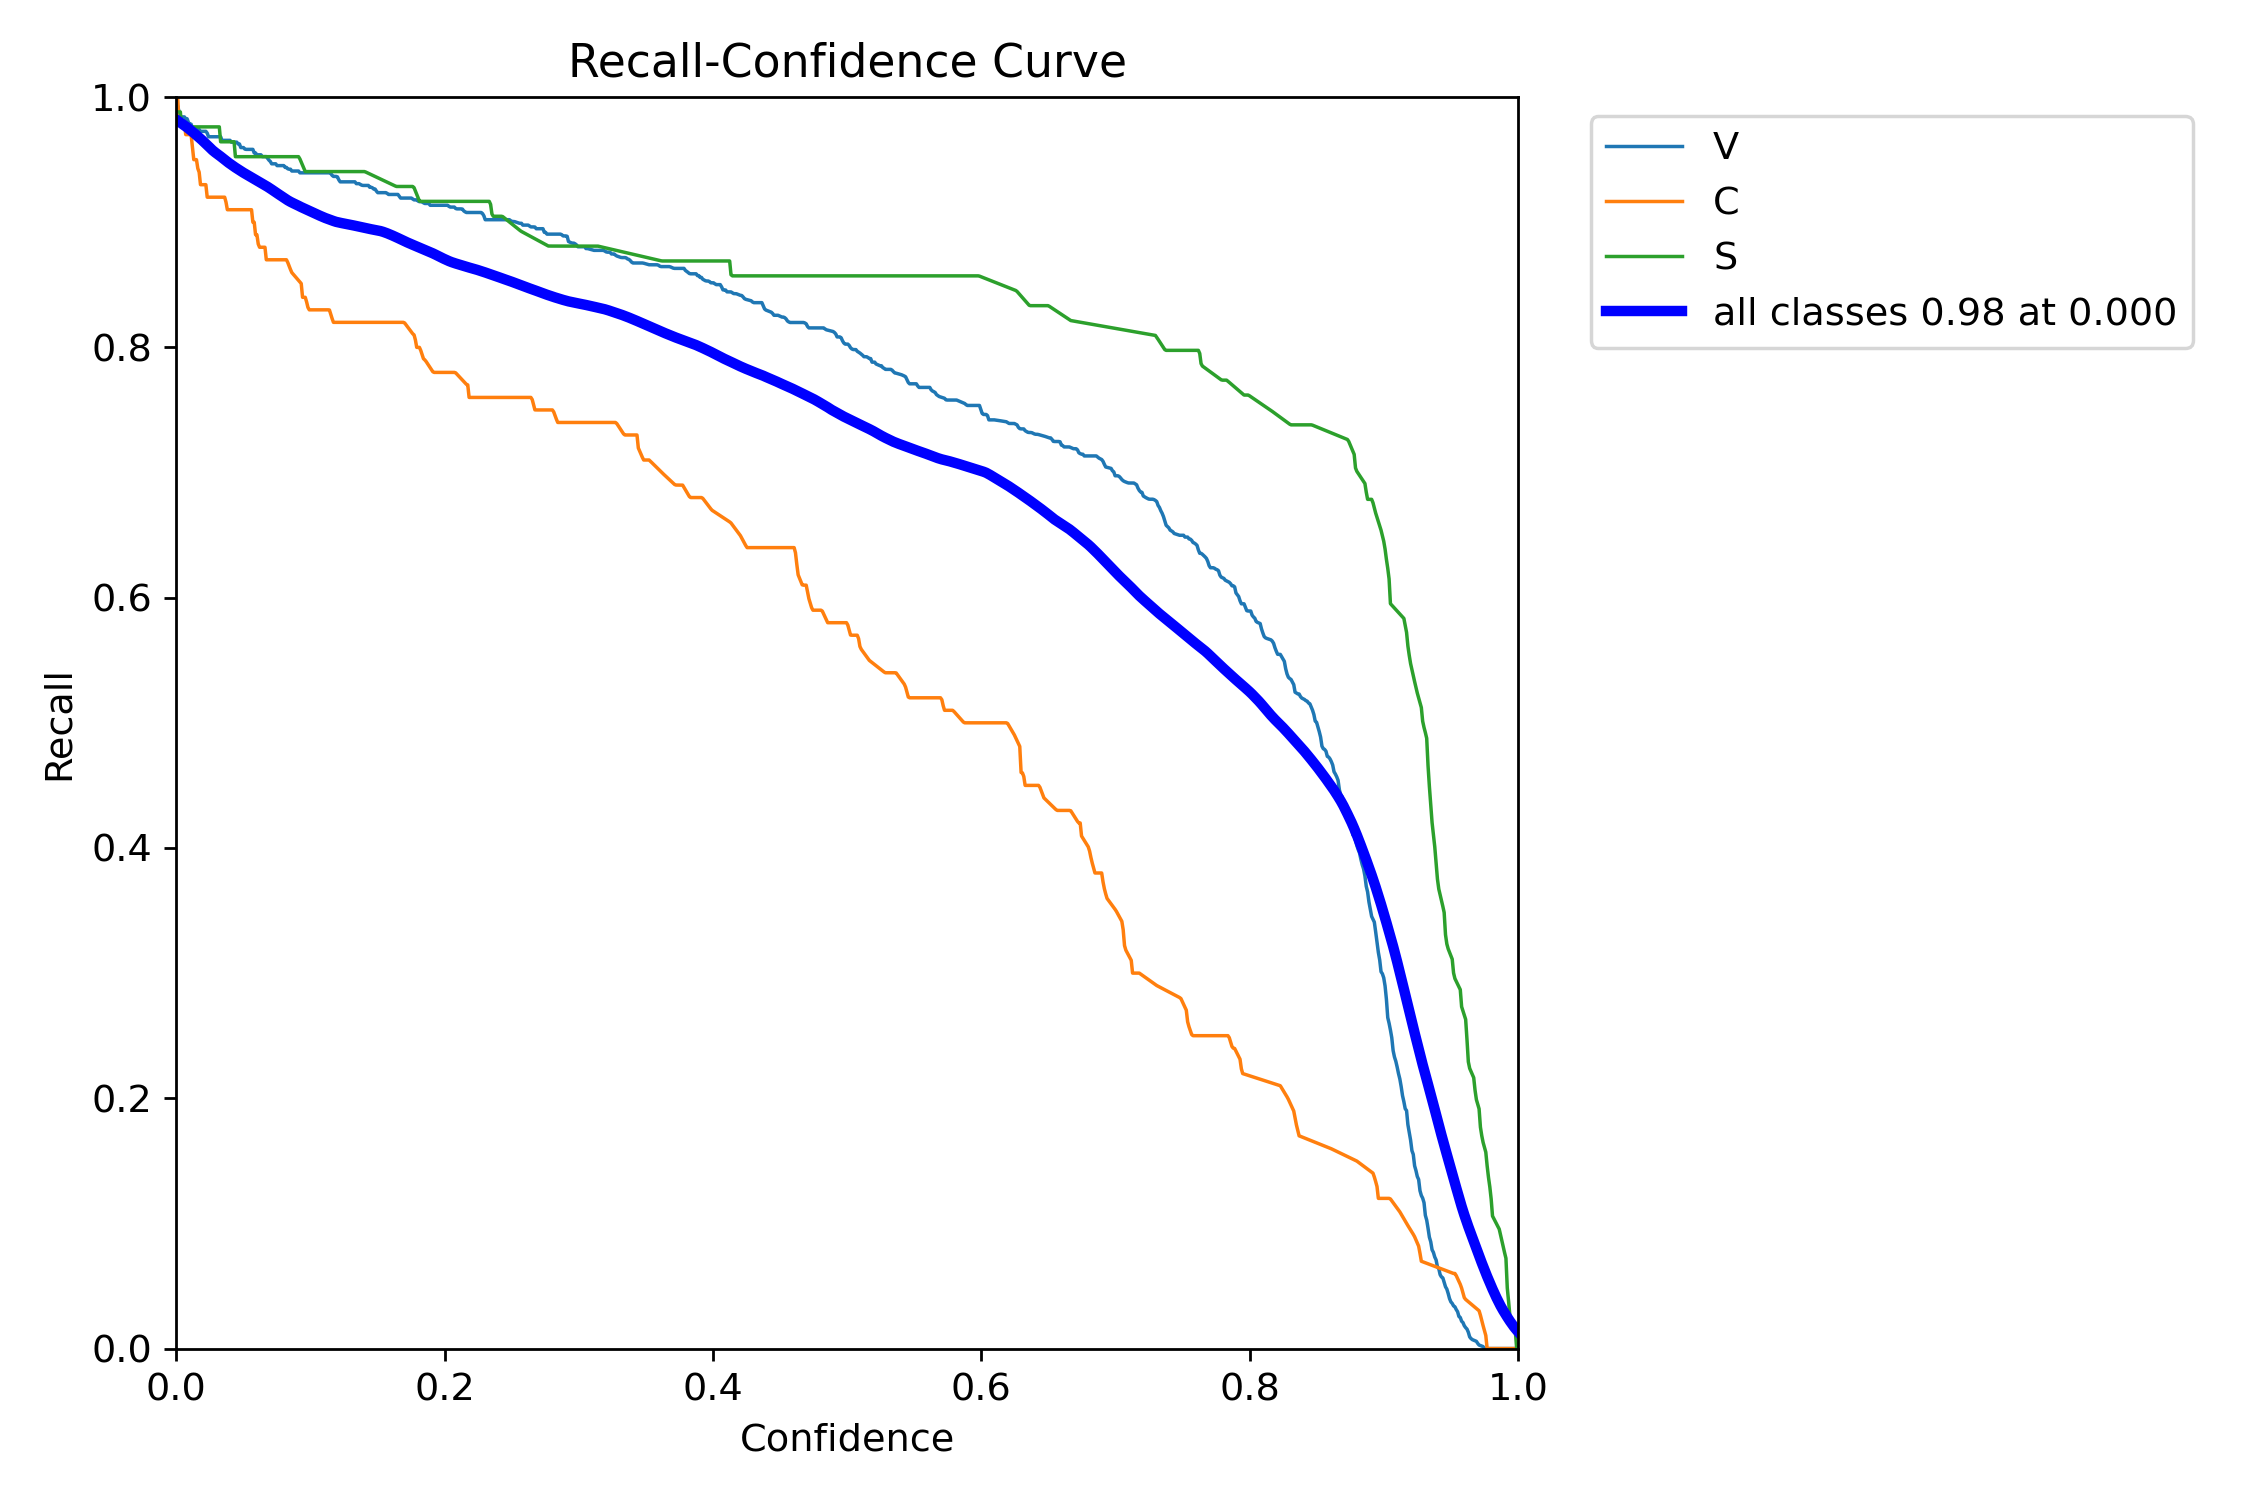 Recall-Confidence Curve
1.0
0.8
0.6
0.4
0.2
0.0
Recall
0.0 0.2 0.4 0.6 0.8 1.0
Confidence
V
C
S
all classes 0.98 at 0.000